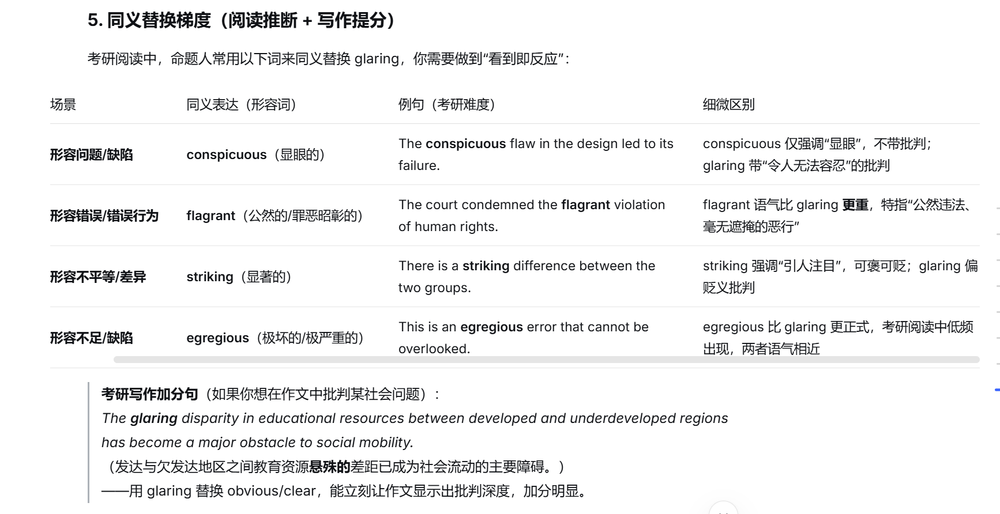 5. 同义替换梯度（阅读推断 + 写作提分）
考研阅读中，命题人常用以下词来同义替换 glaring，你需要做到“看到即反应”：
场景 同义表达（形容词） 例句（考研难度） 细微区别
形容问题/缺陷 conspicuous（显眼的） The conspicuous flaw in the design led to its failure. conspicuous 仅强调“显眼”，不带批判；
glaring 带“令人无法容忍”的批判
形容错误/错误行为 flagrant（公然的/罪恶昭彰的） The court condemned the flagrant violation of human rights. flagrant 语气比 glaring 更重，特指“公然违法、
毫无遮掩的恶行”
形容不平等/差异 striking（显著的） There is a striking difference between the two groups. striking 强调“引人注目”，可褒可贬；glaring 偏
贬义批判
形容不足/缺陷 egregious（极坏的/极严重的） This is an egregious error that cannot be overlooked. egregious 比 glaring 更正式，考研阅读中低频
出现，两者语气相近
考研写作加分句（如果你想在作文中批判某社会问题）：
The glaring disparity in educational resources between developed and underdeveloped regions
has become a major obstacle to social mobility.
（发达与欠发达地区之间教育资源悬殊的差距已成为社会流动的主要障碍。）
——用 glaring 替换 obvious/clear，能立刻让作文显示出批判深度，加分明显。